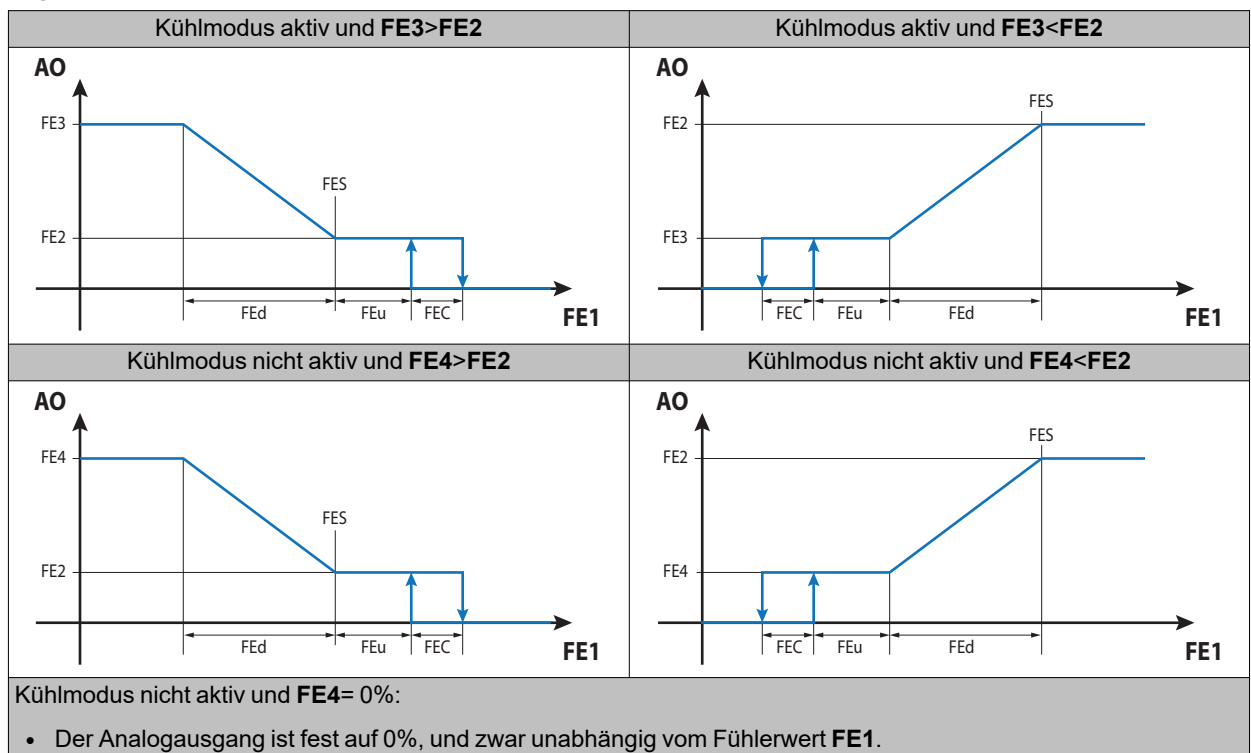 Kühlmodus aktiv und FE3>FE2
Kühlmodus aktiv und FE3<FE2
AO
FE3
FES
FE2
FEd
FEu
FEC
FE1
AO
FES
FE2
FE3
FEC
FEu
FEd
FE1
Kühlmodus nicht aktiv und FE4>FE2
Kühlmodus nicht aktiv und FE4<FE2
AO
FE4
FES
FE2
FEd
FEu
FEC
FE1
AO
FES
FE2
FE4
FEC
FEu
FEd
FE1
Kühlmodus nicht aktiv und FE4= 0%:
• Der Analogausgang ist fest auf 0%, und zwar unabhängig vom Fühlerwert FE1.